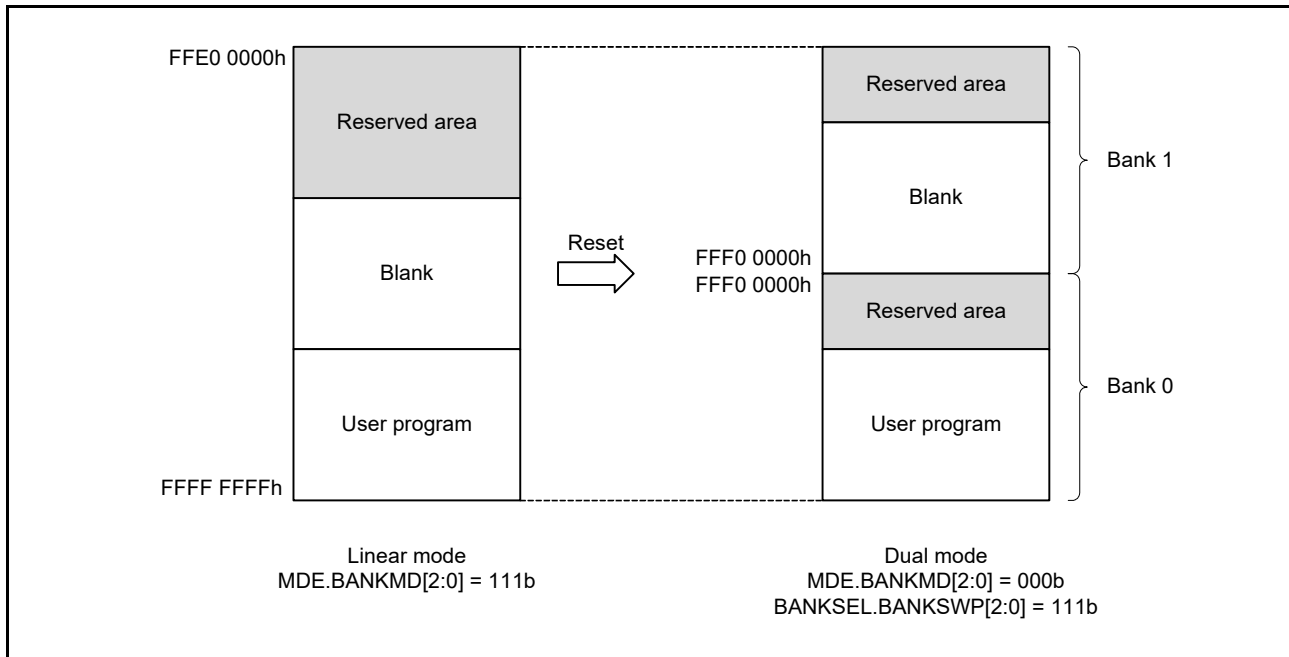 FFE0 0000h
Reserved area
Blank
User program
FFFF FFFFh
Linear mode
MDE.BANKMD[2:0] = 111b
Reset
Reserved area
Blank
FFF0 0000h
FFF0 0000h
Reserved area
User program
Bank 1
Bank 0
Dual mode
MDE.BANKMD[2:0] = 000b
BANKSEL.BANKSWP[2:0] = 111b